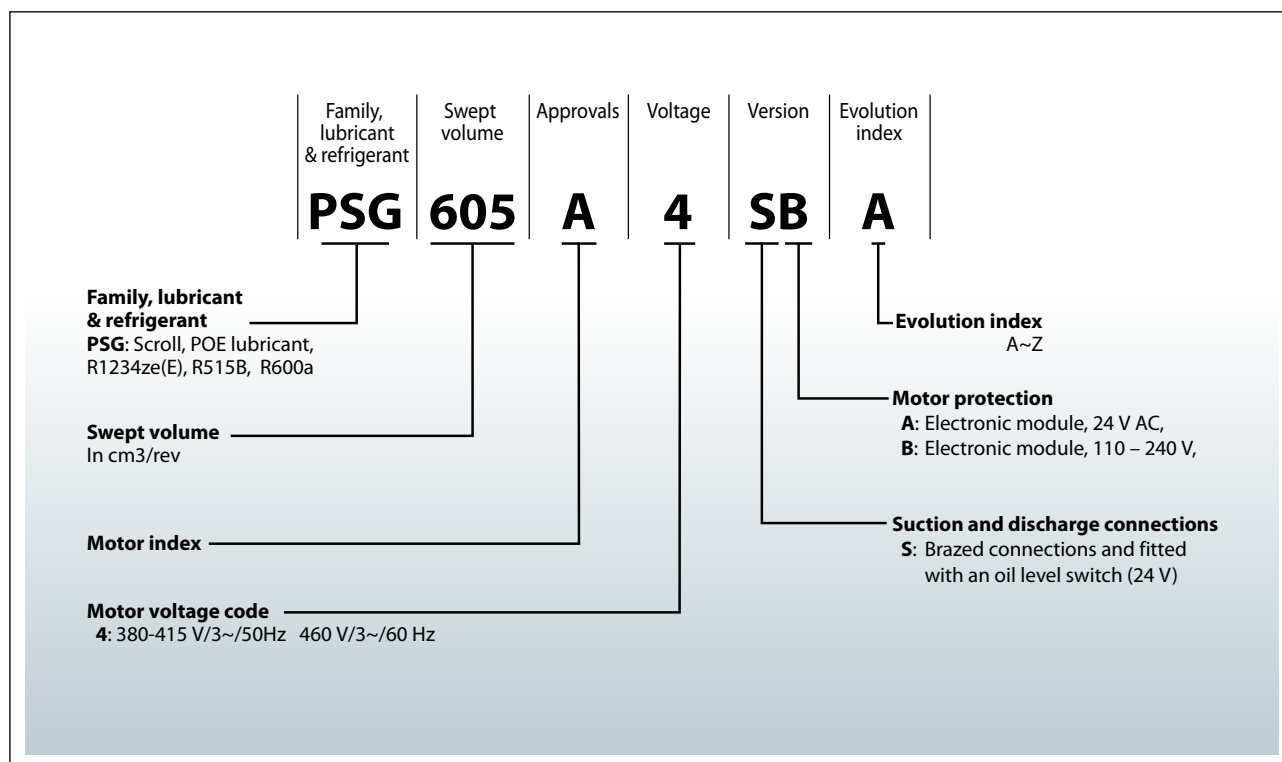 Family,
lubricant
& refrigerant
Swept
volume
Approvals
Voltage
Version
Evolution
index
PSG 605 A 4 SB A
Family, lubricant
& refrigerant
PSG: Scroll, POE lubricant,
R1234ze(E), R515B, R600a
Swept volume
In cm3/rev
Motor index
Motor voltage code
4: 380-415 V/3~/50Hz 460 V/3~/60 Hz
Evolution index
A~Z
Motor protection
A: Electronic module, 24 V AC,
B: Electronic module, 110 – 240 V,
Suction and discharge connections
S: Brazed connections and fitted
with an oil level switch (24 V)